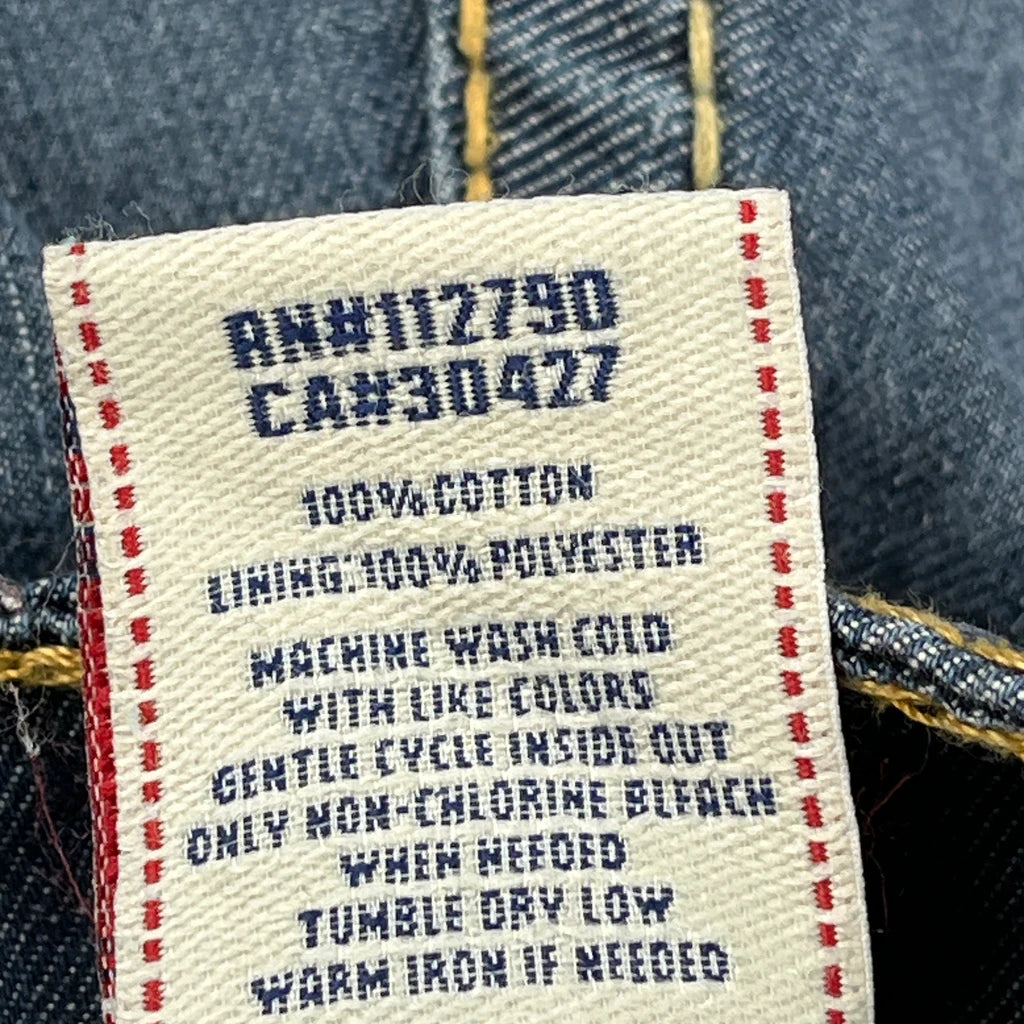 RN#112790
CA#30427
100%COTTON
LINING:100%POLYESTER
MACHINE WASH COLD
WITH LIKE COLORS
GENTLE CYCLE INSIDE OUT
ONLY NON-CHLORINE BLEACH
WHEN NEEDED
TUMBLE DRY LOW
WARM IRON IF NEEDED